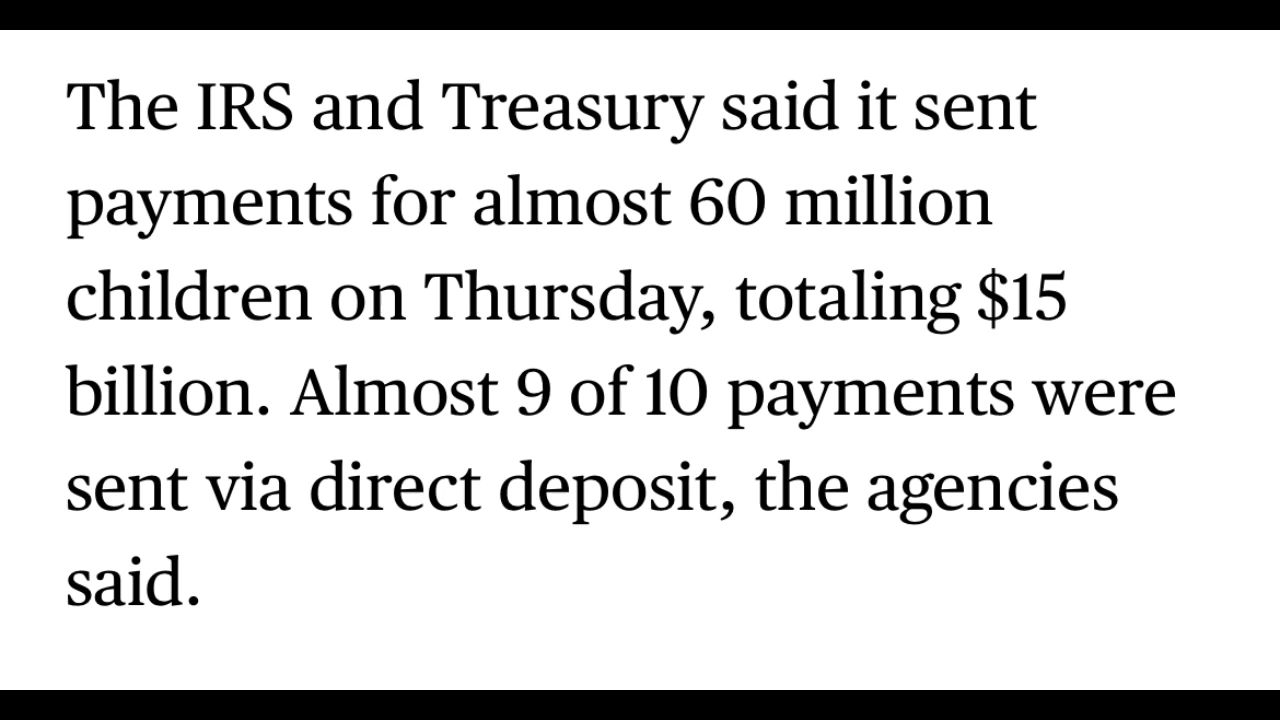 The IRS and Treasury said it sent
payments for almost 60 million
children on Thursday, totaling $15
billion. Almost 9 of 10 payments were
sent via direct deposit, the agencies
said.